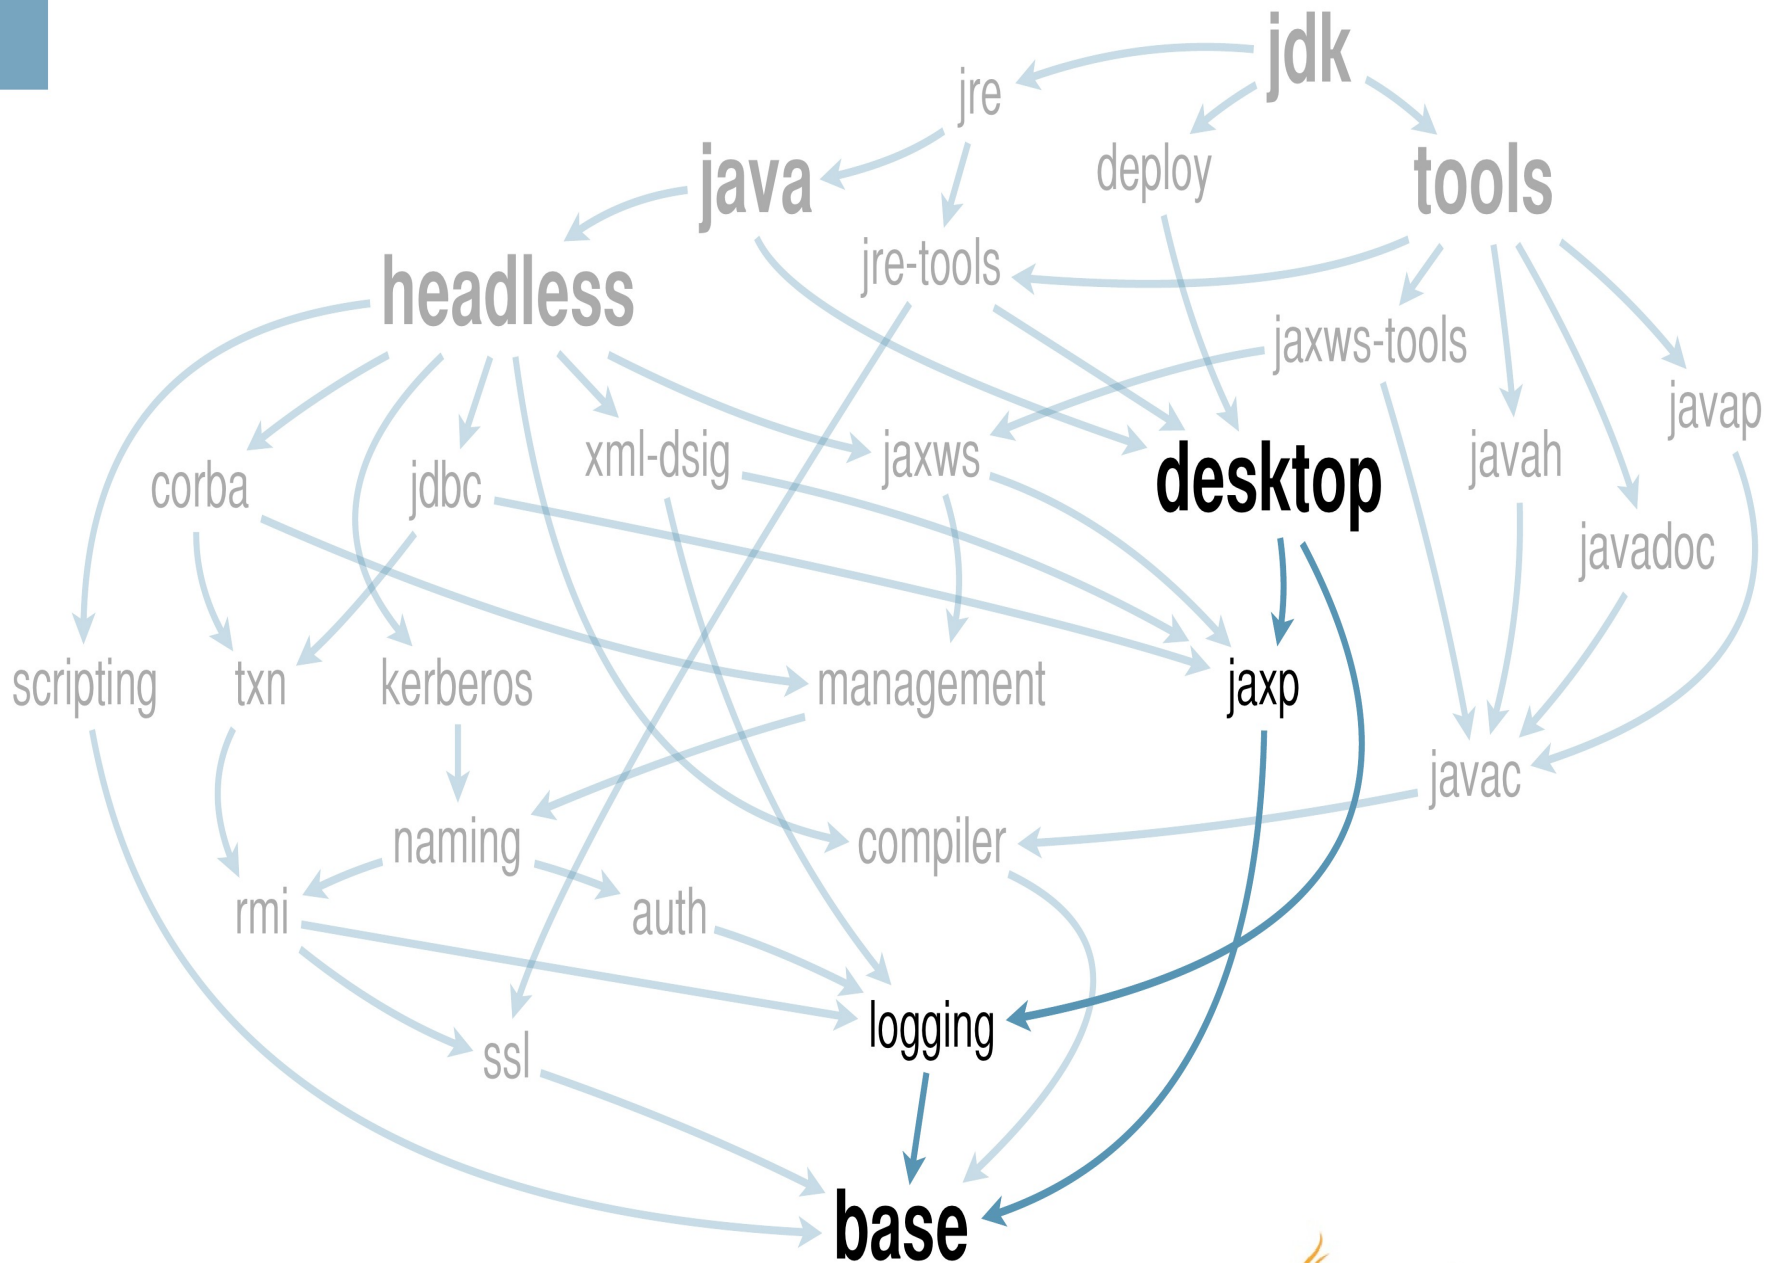 jdk
jre
deploy
java
tools
jre-tools
headless
jaxws-tools
javap
corba
jdbc
xml-dsig
jaxws
desktop
javah
javadoc
scripting
txn
kerberos
management
jaxp
javac
naming
compiler
rmi
auth
logging
ssl
base